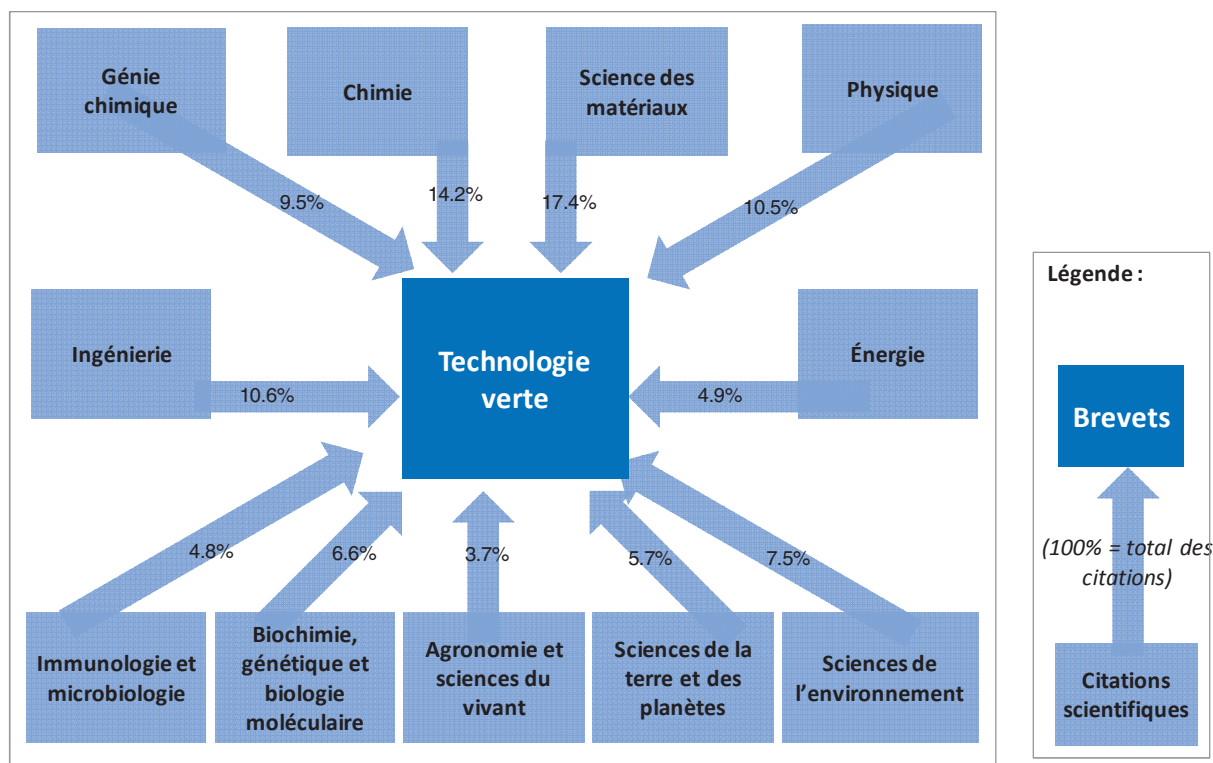 Génie
chimique
Chimie
Science des
matériaux
Physique
9.5%
14.2%
17.4%
10.5%
Ingénierie
10.6%
Technologie
verte
Énergie
4.9%
4.8%
6.6%
3.7%
5.7%
7.5%
Immunologie et
microbiologie
Biochimie,
génétique et
biologie
moléculaire
Agronomie et
sciences du
vivant
Sciences de la
terre et des
planètes
Sciences de
l’environnement
Légende :
Brevets
(100% = total des
citations)
Citations
scientifiques